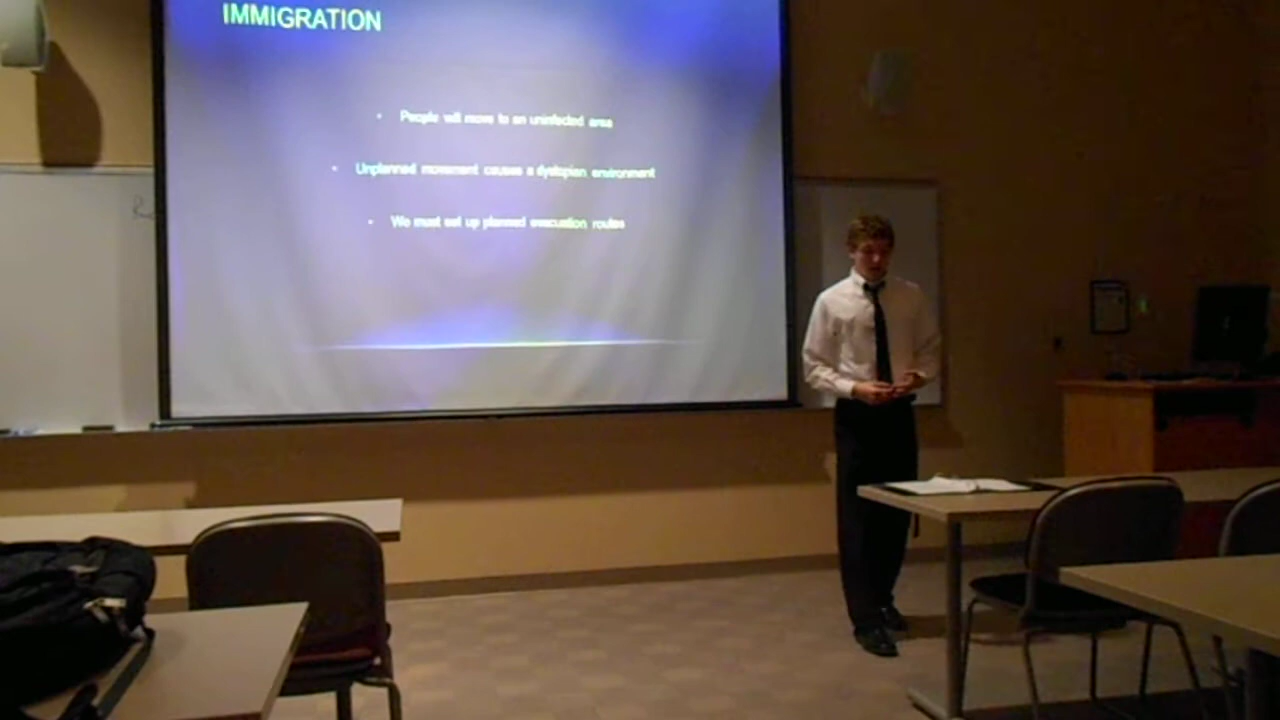 IMMIGRATION
• People will move to an uninfected area
• Unplanned movement causes a dystopian environment
• We must set up planned evacuation routes